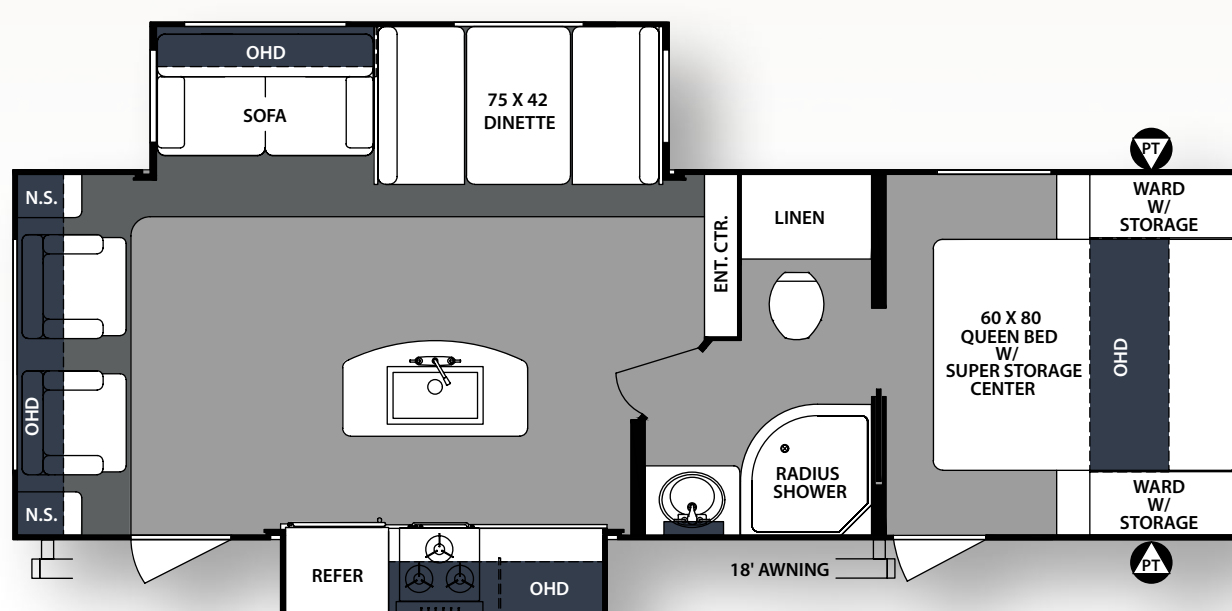 OHD
SOFA
75 X 42
DINETTE
PT
N.S.
WARD
W/
STORAGE
LINEN
ENT. CTR.
60 X 80
QUEEN BED
W/
SUPER STORAGE
CENTER
OHD
OHD
RADIUS
SHOWER
N.S.
WARD
W/
STORAGE
REFER
OHD
18' AWNING
PT